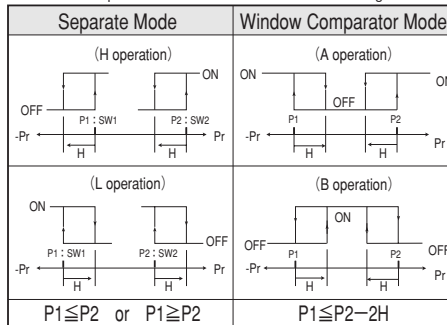 Separate Mode
Window Comparator Mode
(H operation)
ON
OFF
P1：SW1
P2：SW2
-Pr
Pr
H
H
(A operation)
ON
ON
OFF
P1
P2
-Pr
Pr
H
H
(L operation)
ON
OFF
P1：SW1
P2：SW2
-Pr
Pr
H
H
(B operation)
ON
OFF
OFF
P1
P2
-Pr
Pr
H
H
P1≦P2 or P1≧P2
P1≦P2－2H